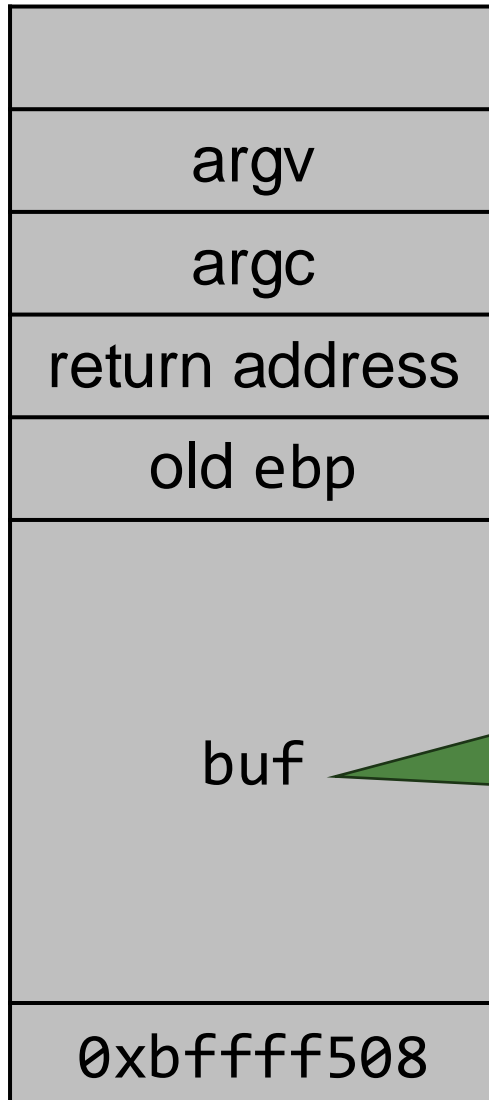 argv
argc
return address
old ebp
buf
0xbffff508